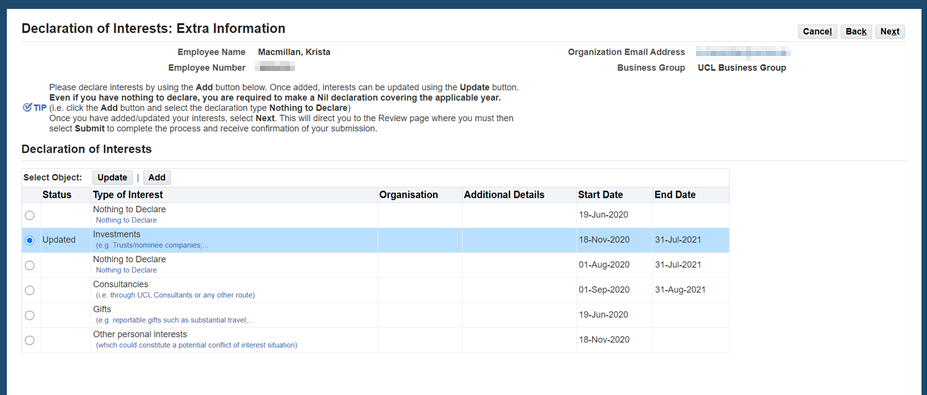 Declaration of Interests: Extra Information
Cancel Back Next
Employee Name Macmillan, Krista Organization Email Address
Employee Number Business Group UCL Business Group
Please declare interests by using the Add button below. Once added, interests can be updated using the Update button.
Even if you have nothing to declare, you are required to make a Nil declaration covering the applicable year.
TIP (i.e. click the Add button and select the declaration type Nothing to Declare)
Once you have added/updated your interests, select Next. This will direct you to the Review page where you must then
select Submit to complete the process and receive confirmation of your submission.
Declaration of Interests
Select Object: Update | Add
Status Type of Interest Organisation Additional Details Start Date End Date
Nothing to Declare
Nothing to Declare
19-Jun-2020
Updated Investments
(e.g. Trusts/nominee companies;...
18-Nov-2020 31-Jul-2021
Nothing to Declare
Nothing to Declare
01-Aug-2020 31-Jul-2021
Consultancies
(i.e. through UCL Consultants or any other route)
01-Sep-2020 31-Aug-2021
Gifts
(e.g. reportable gifts such as substantial travel,...
19-Jun-2020
Other personal interests
(which could constitute a potential conflict of interest situation)
18-Nov-2020